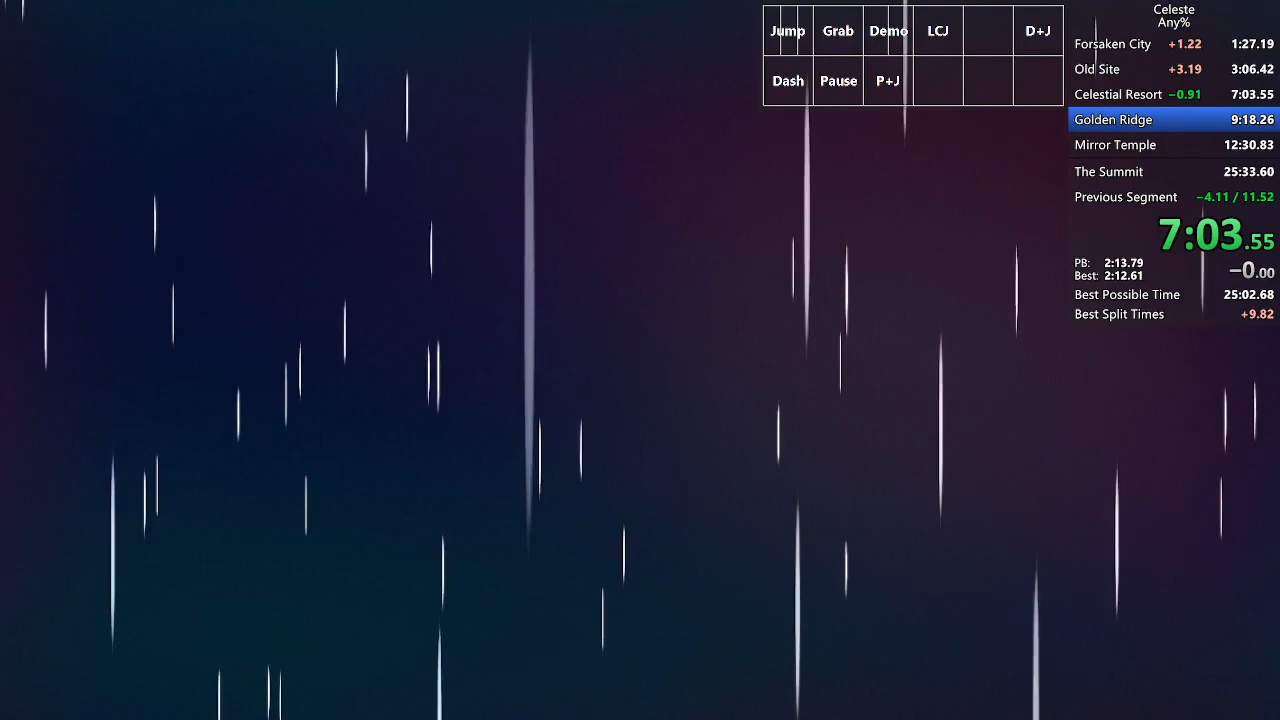 Jump Grab Demo LCJ D+J
Dash Pause P+J
Celeste
Any%
Forsaken City +1.22 1:27.19
Old Site +3.19 3:06.42
Celestial Resort −0.91 7:03.55
Golden Ridge 9:18.26
Mirror Temple 12:30.83
The Summit 25:33.60
Previous Segment −4.11 / 11.52
7:03.55
PB: 2:13.79 −0.00
Best: 2:12.61
Best Possible Time 25:02.68
Best Split Times +9.82